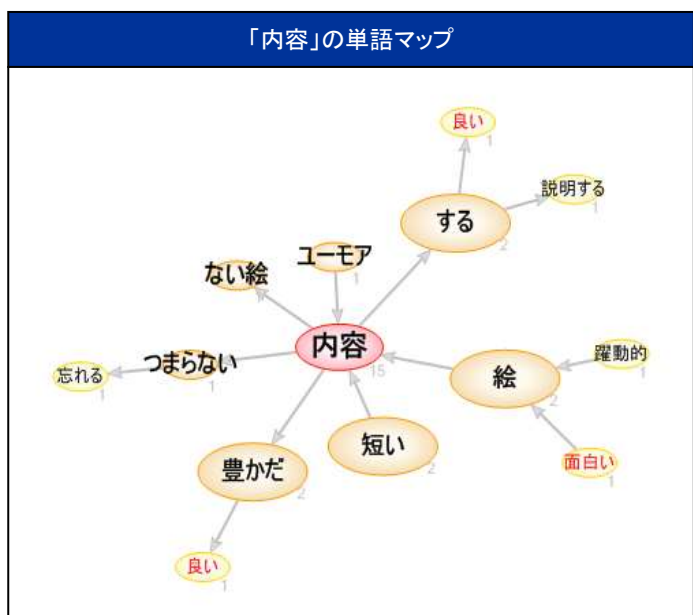 「内容」の単語マップ
良い
1
説明する
1
する
2
ユーモア
1
ない絵
1
内容
15
つまらない
1
忘れる
1
躍動的
1
絵
2
短い
2
豊かだ
2
面白い
1
良い
1